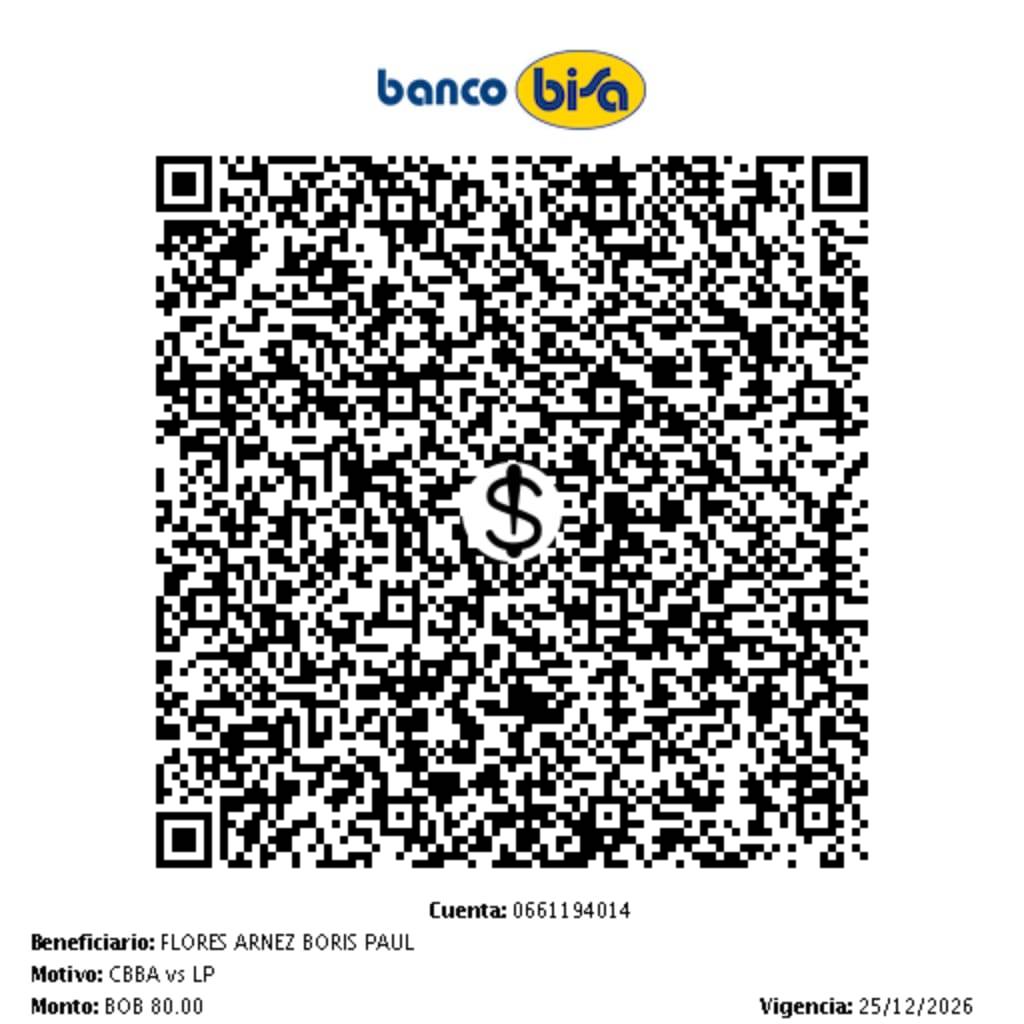 banco bisa
$
Cuenta: 0661194014
Beneficiario: FLORES ARNEZ BORIS PAUL
Motivo: CBBA vs LP
Monto: BOB 80.00
Vigencia: 25/12/2026